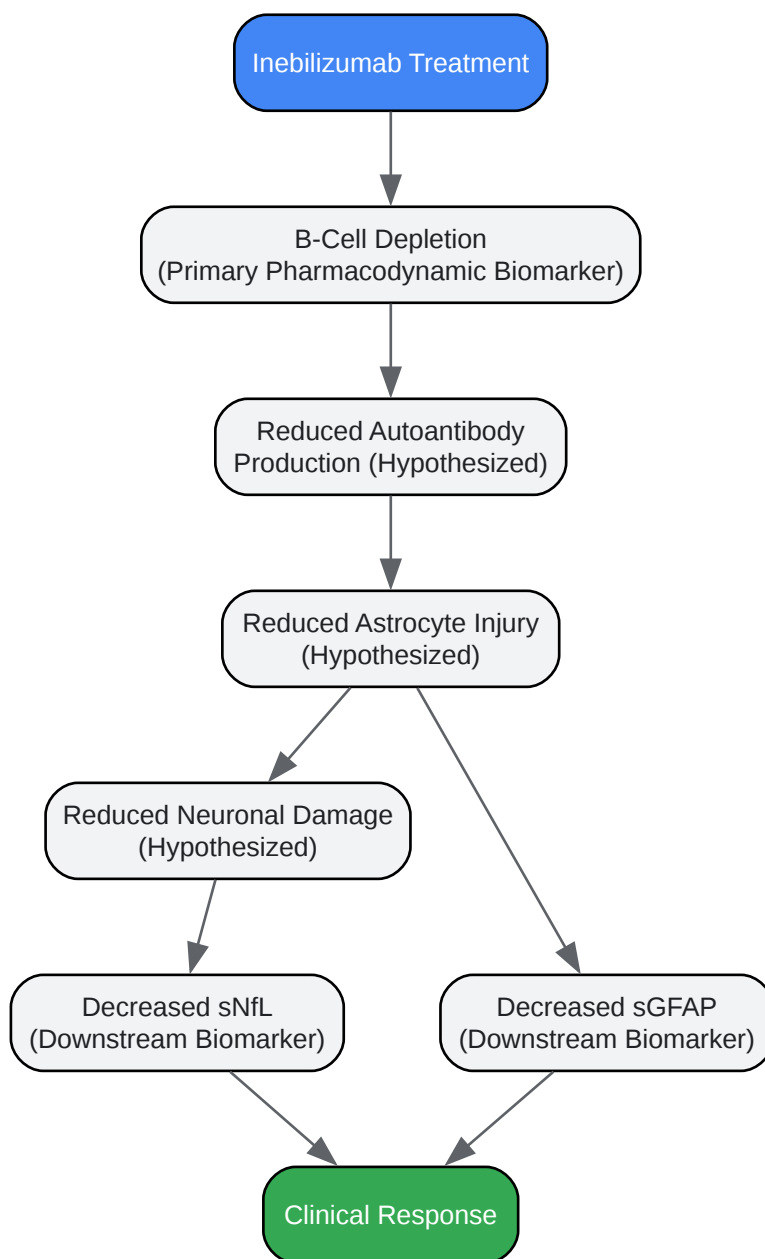 Inebilizumab Treatment
B-Cell Depletion
(Primary Pharmacodynamic Biomarker)
Reduced Autoantibody
Production (Hypothesized)
Reduced Astrocyte Injury
(Hypothesized)
Reduced Neuronal Damage
(Hypothesized)
Decreased sNfL
(Downstream Biomarker)
Decreased sGFAP
(Downstream Biomarker)
Clinical Response